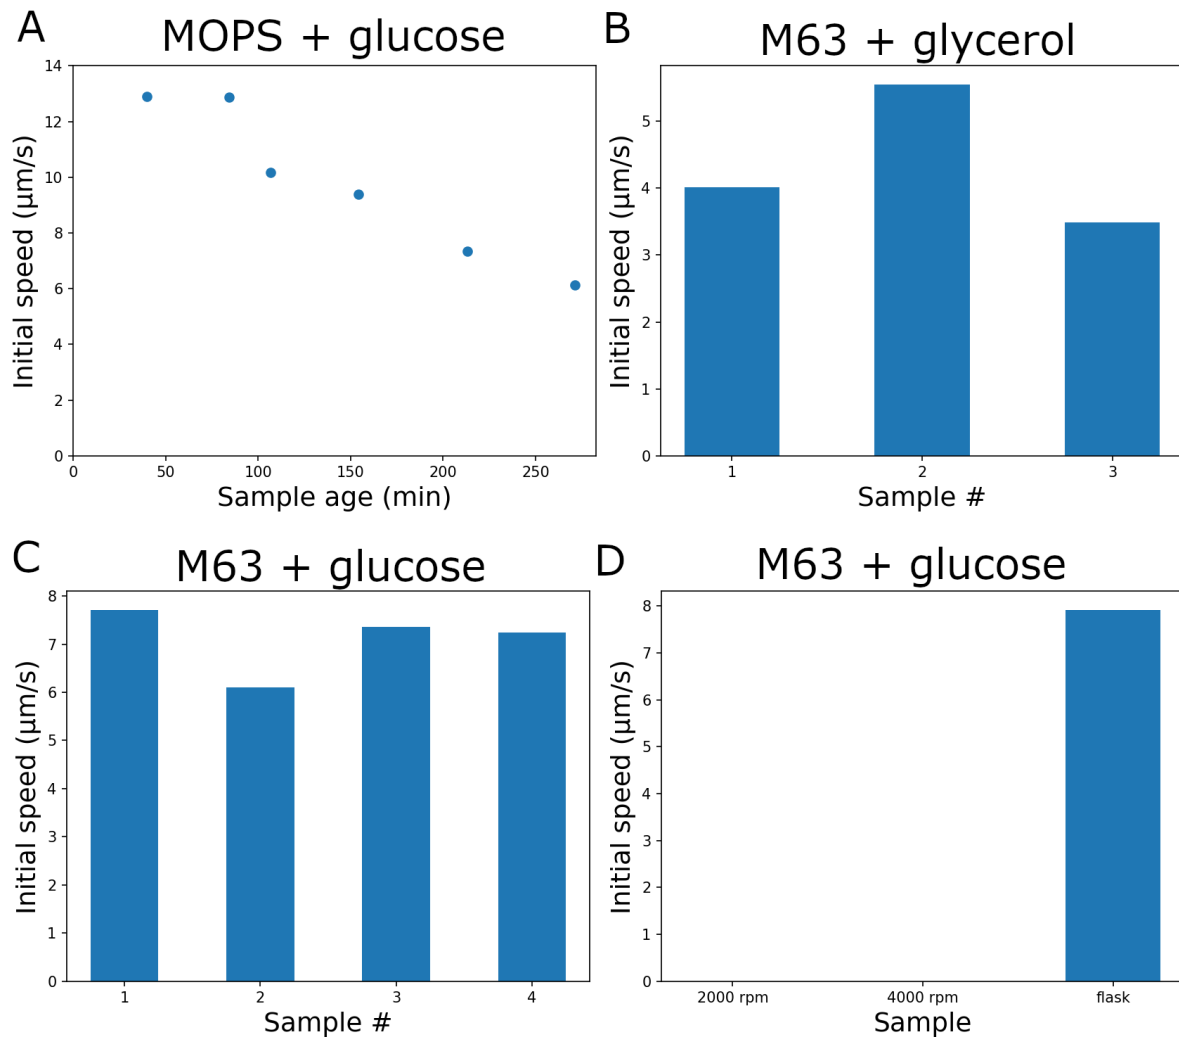 A
MOPS + glucose
Initial speed (µm/s)
14
12
10
8
6
4
2
0
0 50 100 150 200 250
Sample age (min)
B
M63 + glycerol
Initial speed (µm/s)
5
4
3
2
1
0
1 2 3
Sample #
C
M63 + glucose
Initial speed (µm/s)
8
7
6
5
4
3
2
1
0
1 2 3 4
Sample #
D
M63 + glucose
Initial speed (µm/s)
8
7
6
5
4
3
2
1
0
2000 rpm 4000 rpm flask
Sample